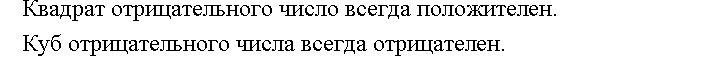 Квадрат отрицательного число всегда положителен.
Куб отрицательного числа всегда отрицателен.